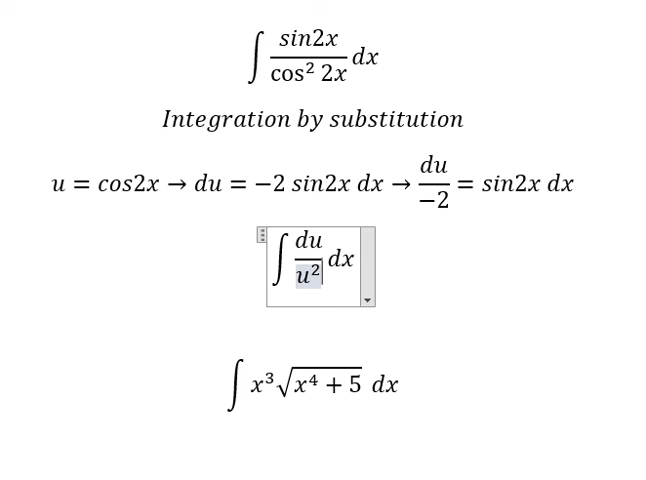 ∫ sin2x / cos² 2x dx
Integration by substitution
u = cos2x → du = −2 sin2x dx → du / −2 = sin2x dx
∫ du / u² dx
∫ x³√(x⁴ + 5) dx